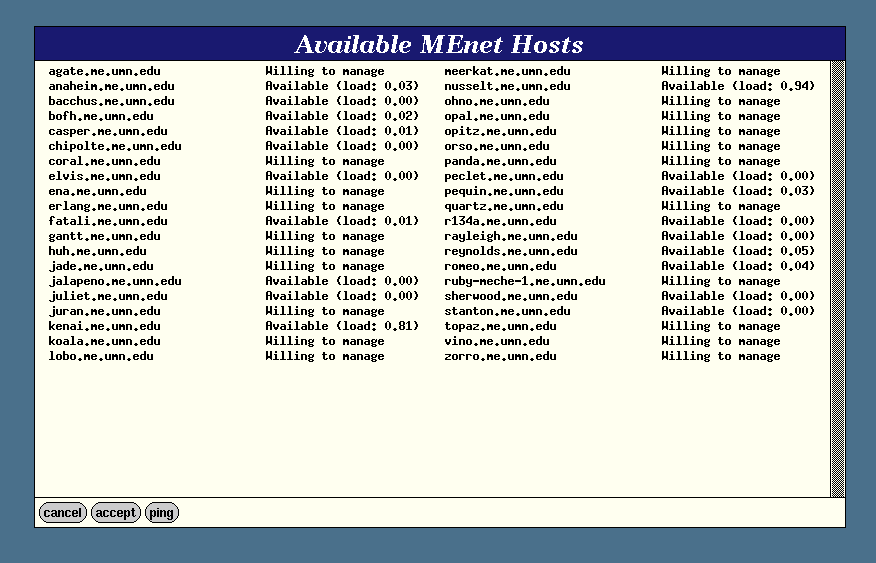 Available MEnet Hosts
agate.me.umn.edu Willing to manage meerkat.me.umn.edu Willing to manage
anaheim.me.umn.edu Available (load: 0.03) nusselt.me.umn.edu Available (load: 0.94)
bacchus.me.umn.edu Available (load: 0.00) ohno.me.umn.edu Willing to manage
bofh.me.umn.edu Available (load: 0.02) opal.me.umn.edu Willing to manage
casper.me.umn.edu Available (load: 0.01) opitz.me.umn.edu Willing to manage
chipolte.me.umn.edu Available (load: 0.00) orso.me.umn.edu Willing to manage
coral.me.umn.edu Willing to manage panda.me.umn.edu Willing to manage
elvis.me.umn.edu Available (load: 0.00) peclet.me.umn.edu Available (load: 0.00)
ena.me.umn.edu Willing to manage pequin.me.umn.edu Available (load: 0.03)
erlang.me.umn.edu Willing to manage quartz.me.umn.edu Willing to manage
fatali.me.umn.edu Available (load: 0.01) r134a.me.umn.edu Available (load: 0.00)
gantt.me.umn.edu Willing to manage rayleigh.me.umn.edu Available (load: 0.00)
huh.me.umn.edu Willing to manage reynolds.me.umn.edu Available (load: 0.05)
jade.me.umn.edu Willing to manage romeo.me.umn.edu Available (load: 0.04)
jalapeno.me.umn.edu Available (load: 0.00) ruby-meche-1.me.umn.edu Willing to manage
juliet.me.umn.edu Available (load: 0.00) sherwood.me.umn.edu Available (load: 0.00)
juran.me.umn.edu Willing to manage stanton.me.umn.edu Available (load: 0.00)
kenai.me.umn.edu Available (load: 0.81) topaz.me.umn.edu Willing to manage
koala.me.umn.edu Willing to manage vino.me.umn.edu Willing to manage
lobo.me.umn.edu Willing to manage zorro.me.umn.edu Willing to manage
cancel accept ping